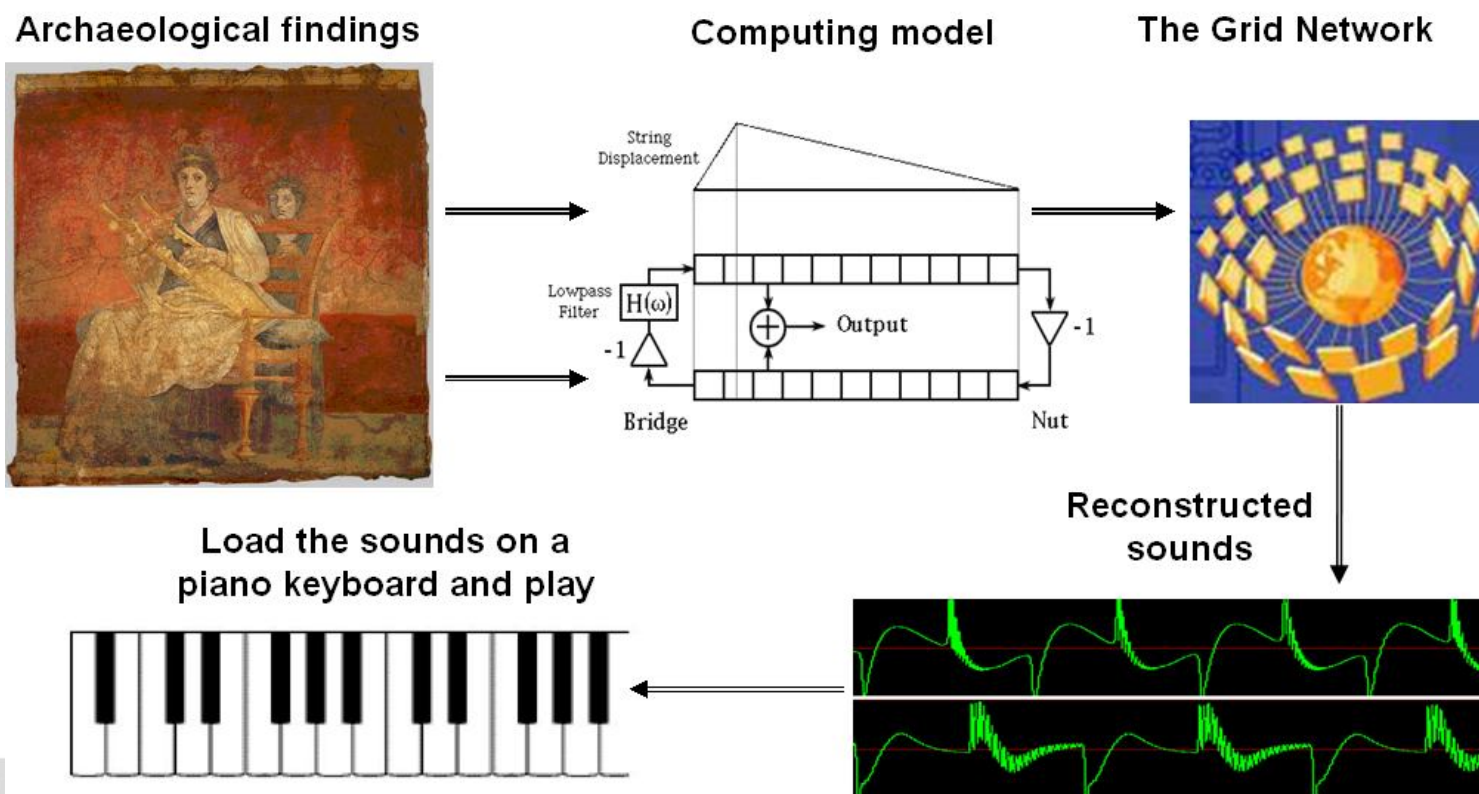 Archaeological findings
Computing model
The Grid Network
String
Displacement
Lowpass
Filter
H(ω)
-1
Output
-1
Bridge
Nut
Reconstructed
sounds
Load the sounds on a
piano keyboard and play